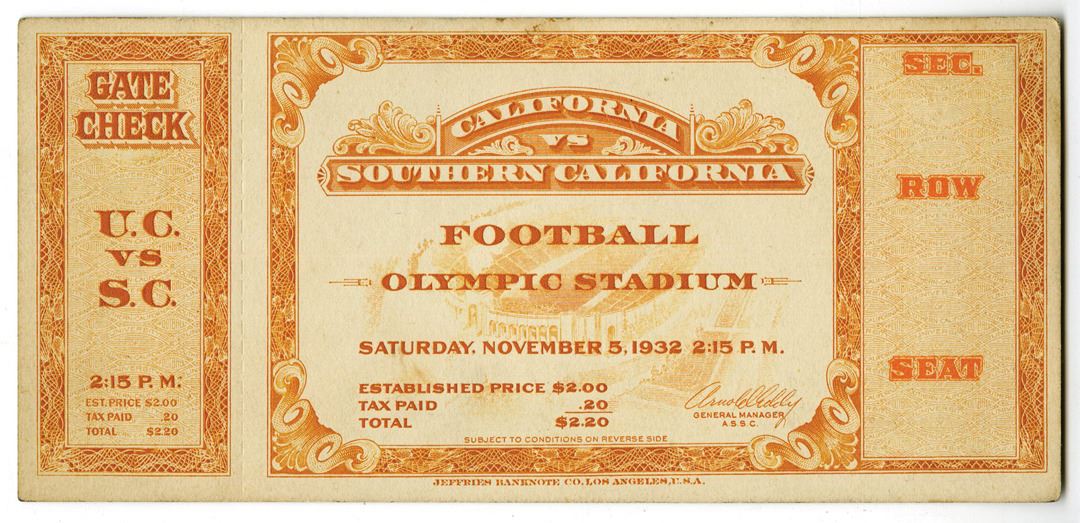 GATE
CHECK
U.C.
VS
S.C.
2:15 P. M.
EST. PRICE $2.00
TAX PAID .20
TOTAL $2.20
CALIFORNIA
VS
SOUTHERN CALIFORNIA
FOOTBALL
OLYMPIC STADIUM
SATURDAY, NOVEMBER 5, 1932 2:15 P. M.
ESTABLISHED PRICE $2.00
TAX PAID .20
TOTAL $2.20
Arnold Eddy
GENERAL MANAGER
A.S.S.C.
SUBJECT TO CONDITIONS ON REVERSE SIDE
JEFFRIES BANKNOTE CO. LOS ANGELES, U.S.A.
SEC.
ROW
SEAT